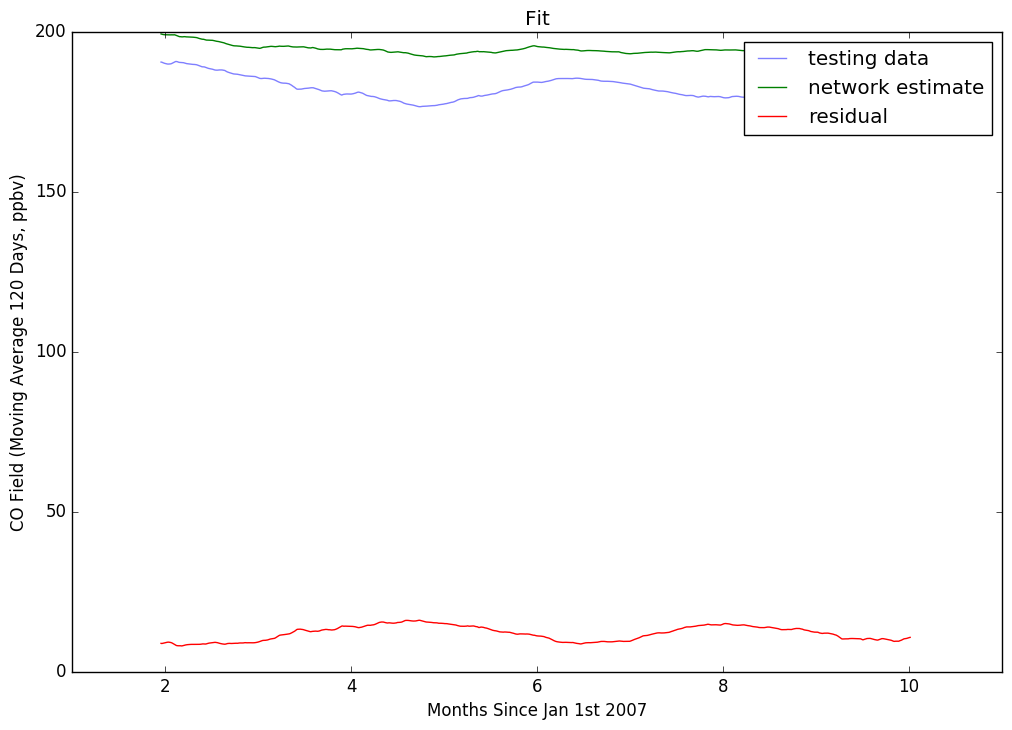 Fit
200
150
100
50
0
CO Field (Moving Average 120 Days, ppbv)
testing data
network estimate
residual
2
4
6
8
10
Months Since Jan 1st 2007